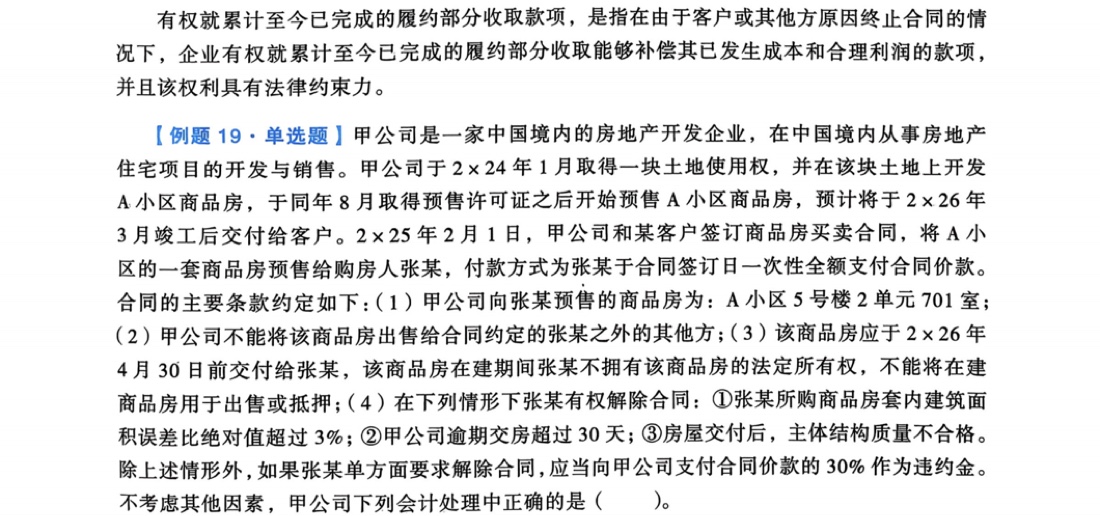 有权就累计至今已完成的履约部分收取款项，是指在由于客户或其他方原因终止合同的情
况下，企业有权就累计至今已完成的履约部分收取能够补偿其已发生成本和合理利润的款项，
并且该权利具有法律约束力。
【例题 19·单选题】甲公司是一家中国境内的房地产开发企业，在中国境内从事房地产
住宅项目的开发与销售。甲公司于 2×24 年 1 月取得一块土地使用权，并在该块土地上开发
A 小区商品房，于同年 8 月取得预售许可证之后开始预售 A 小区商品房，预计将于 2×26 年
3 月竣工后交付给客户。2×25 年 2 月 1 日，甲公司和某客户签订商品房买卖合同，将 A 小
区的一套商品房预售给购房人张某，付款方式为张某于合同签订日一次性全额支付合同价款。
合同的主要条款约定如下：（1）甲公司向张某预售的商品房为：A 小区 5 号楼 2 单元 701 室；
（2）甲公司不能将该商品房出售给合同约定的张某之外的其他方；（3）该商品房应于 2×26 年
4 月 30 日前交付给张某，该商品房在建期间张某不拥有该商品房的法定所有权，不能将在建
商品房用于出售或抵押；（4）在下列情形下张某有权解除合同：①张某所购商品房套内建筑面
积误差比绝对值超过 3%；②甲公司逾期交房超过 30 天；③房屋交付后，主体结构质量不合格。
除上述情形外，如果张某单方面要求解除合同，应当向甲公司支付合同价款的 30% 作为违约金。
不考虑其他因素，甲公司下列会计处理中正确的是（　　）。